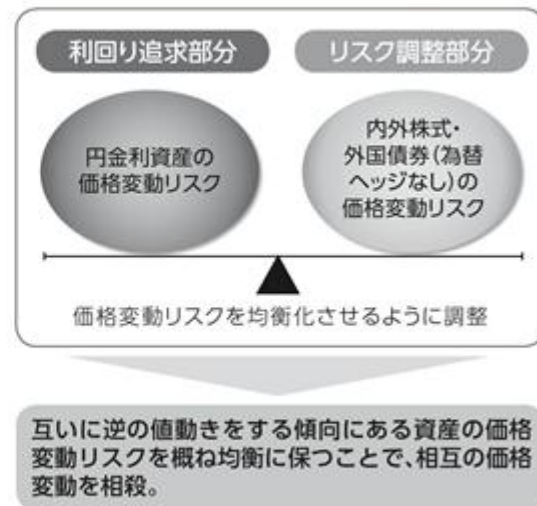 利回り追求部分
リスク調整部分
円金利資産の
価格変動リスク
内外株式・
外国債券(為替
ヘッジなし)の
価格変動リスク
価格変動リスクを均衡化させるように調整
互いに逆の値動きをする傾向にある資産の価格
変動リスクを概ね均衡に保つことで、相互の価格
変動を相殺。